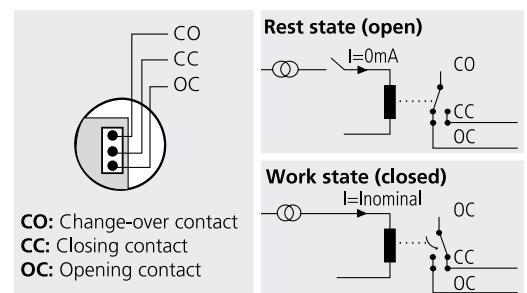 CO
CC
OC
CO: Change-over contact
CC: Closing contact
OC: Opening contact
Rest state (open)
I=0mA
CO
CC
OC
Work state (closed)
I=Inominal
OC
CC
OC